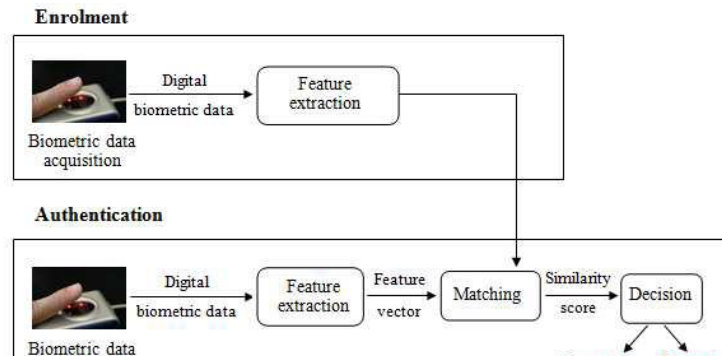 Enrolment
Digital
biometric data
Feature
extraction
Biometric data
acquisition
Authentication
Digital
biometric data
Feature
extraction
Feature
vector
Matching
Similarity
score
Decision
Biometric data